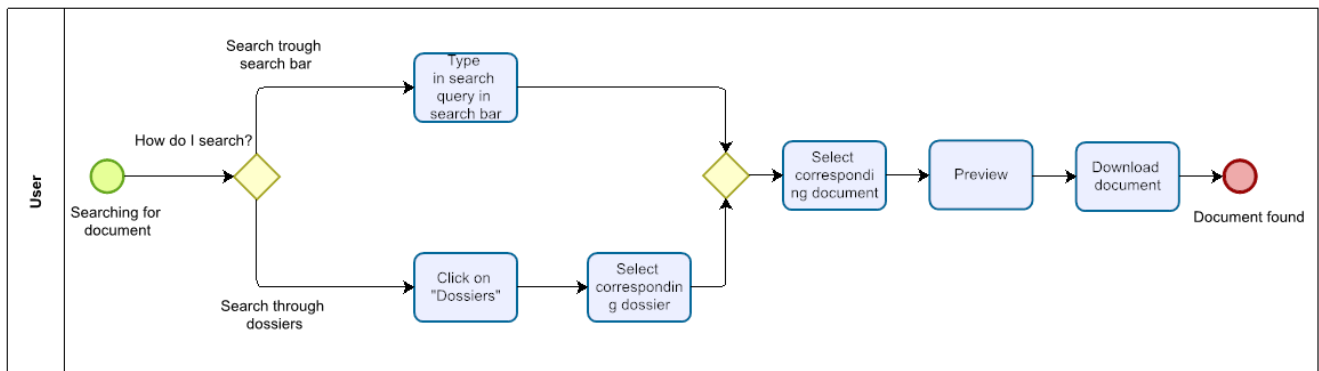 User
Searching for
document
How do I search?
Search trough
search bar
Type
in search
query in
search bar
Search through
dossiers
Click on
"Dossiers"
Select
correspondin
g dossier
Select
correspondi
ng document
Preview
Download
document
Document found